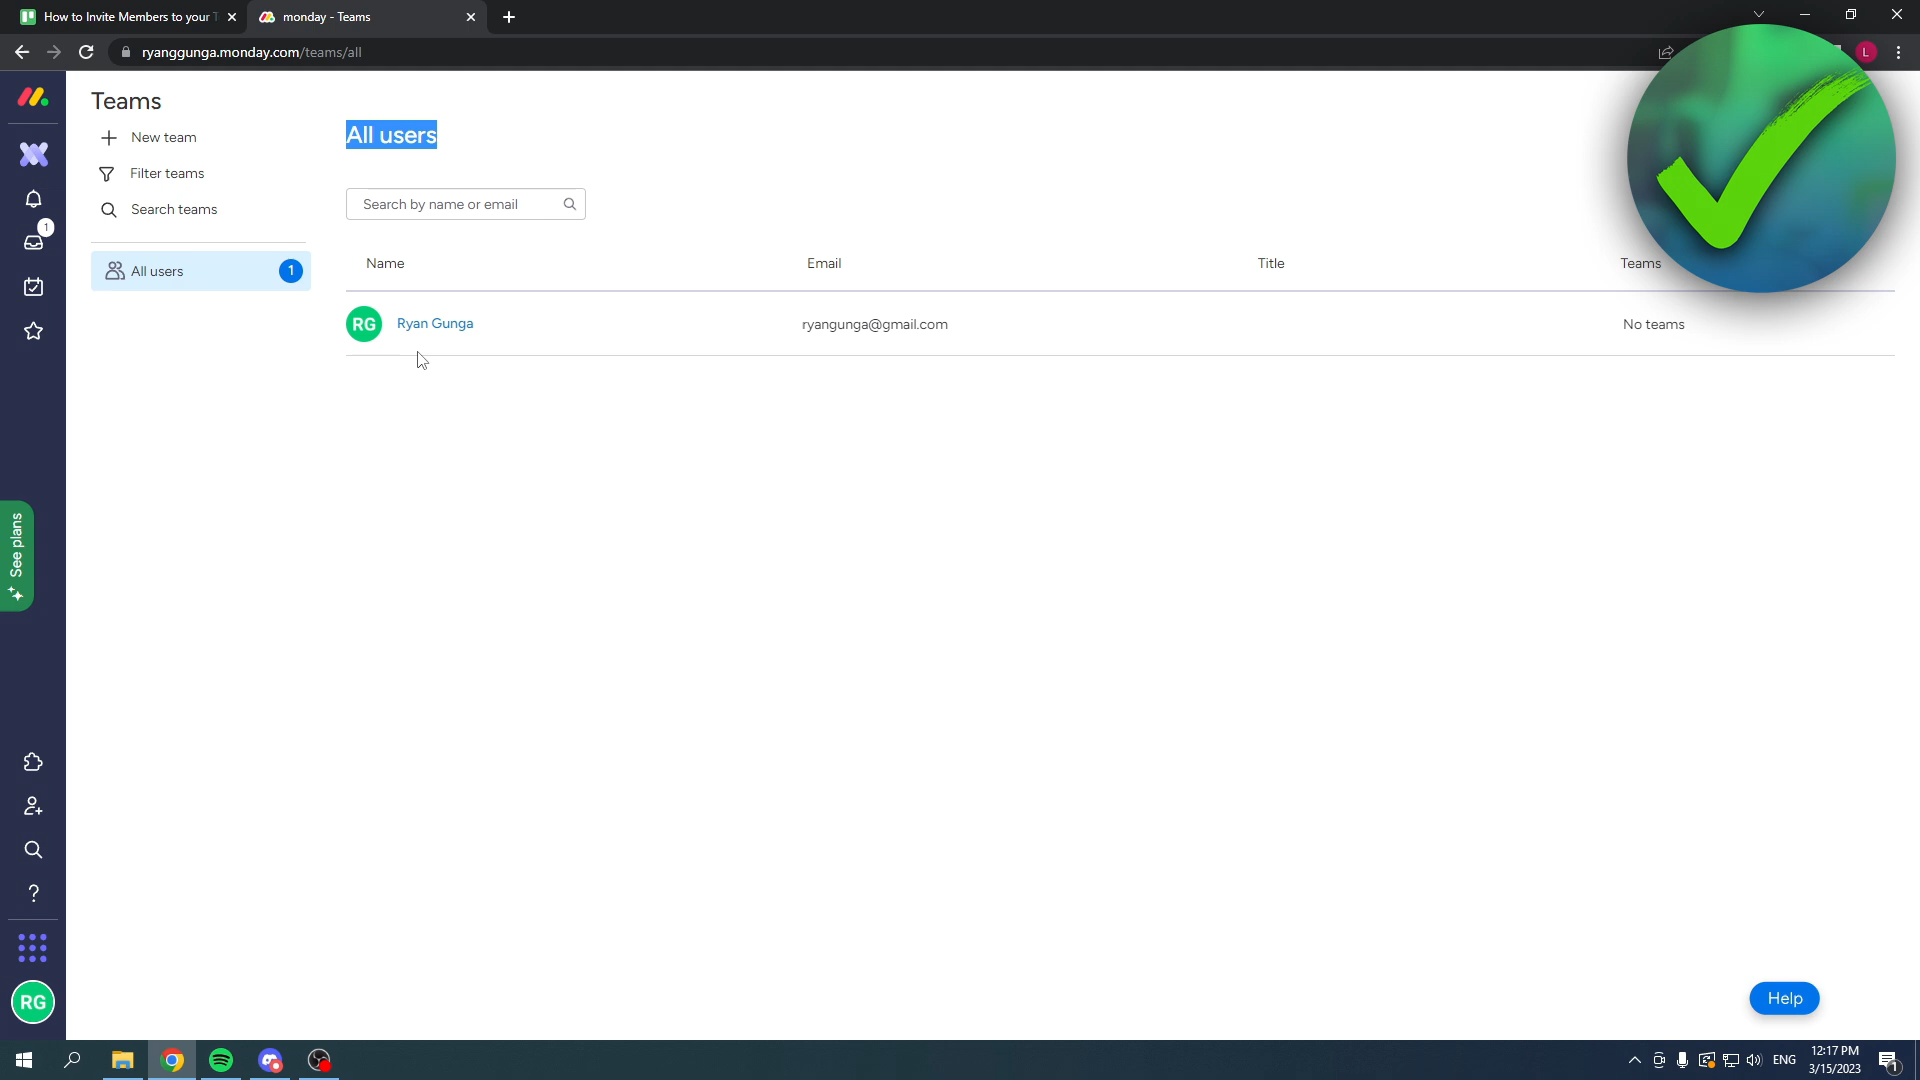 How to Invite Members to your T
monday - Teams
ryanggunga.monday.com/teams/all
L
Teams
New team
Filter teams
Search teams
All users
1
All users
Search by name or email
Name
Email
Title
Teams
RG
Ryan Gunga
ryangunga@gmail.com
No teams
1
See plans
?
RG
Help
ENG
12:17 PM
3/15/2023
1